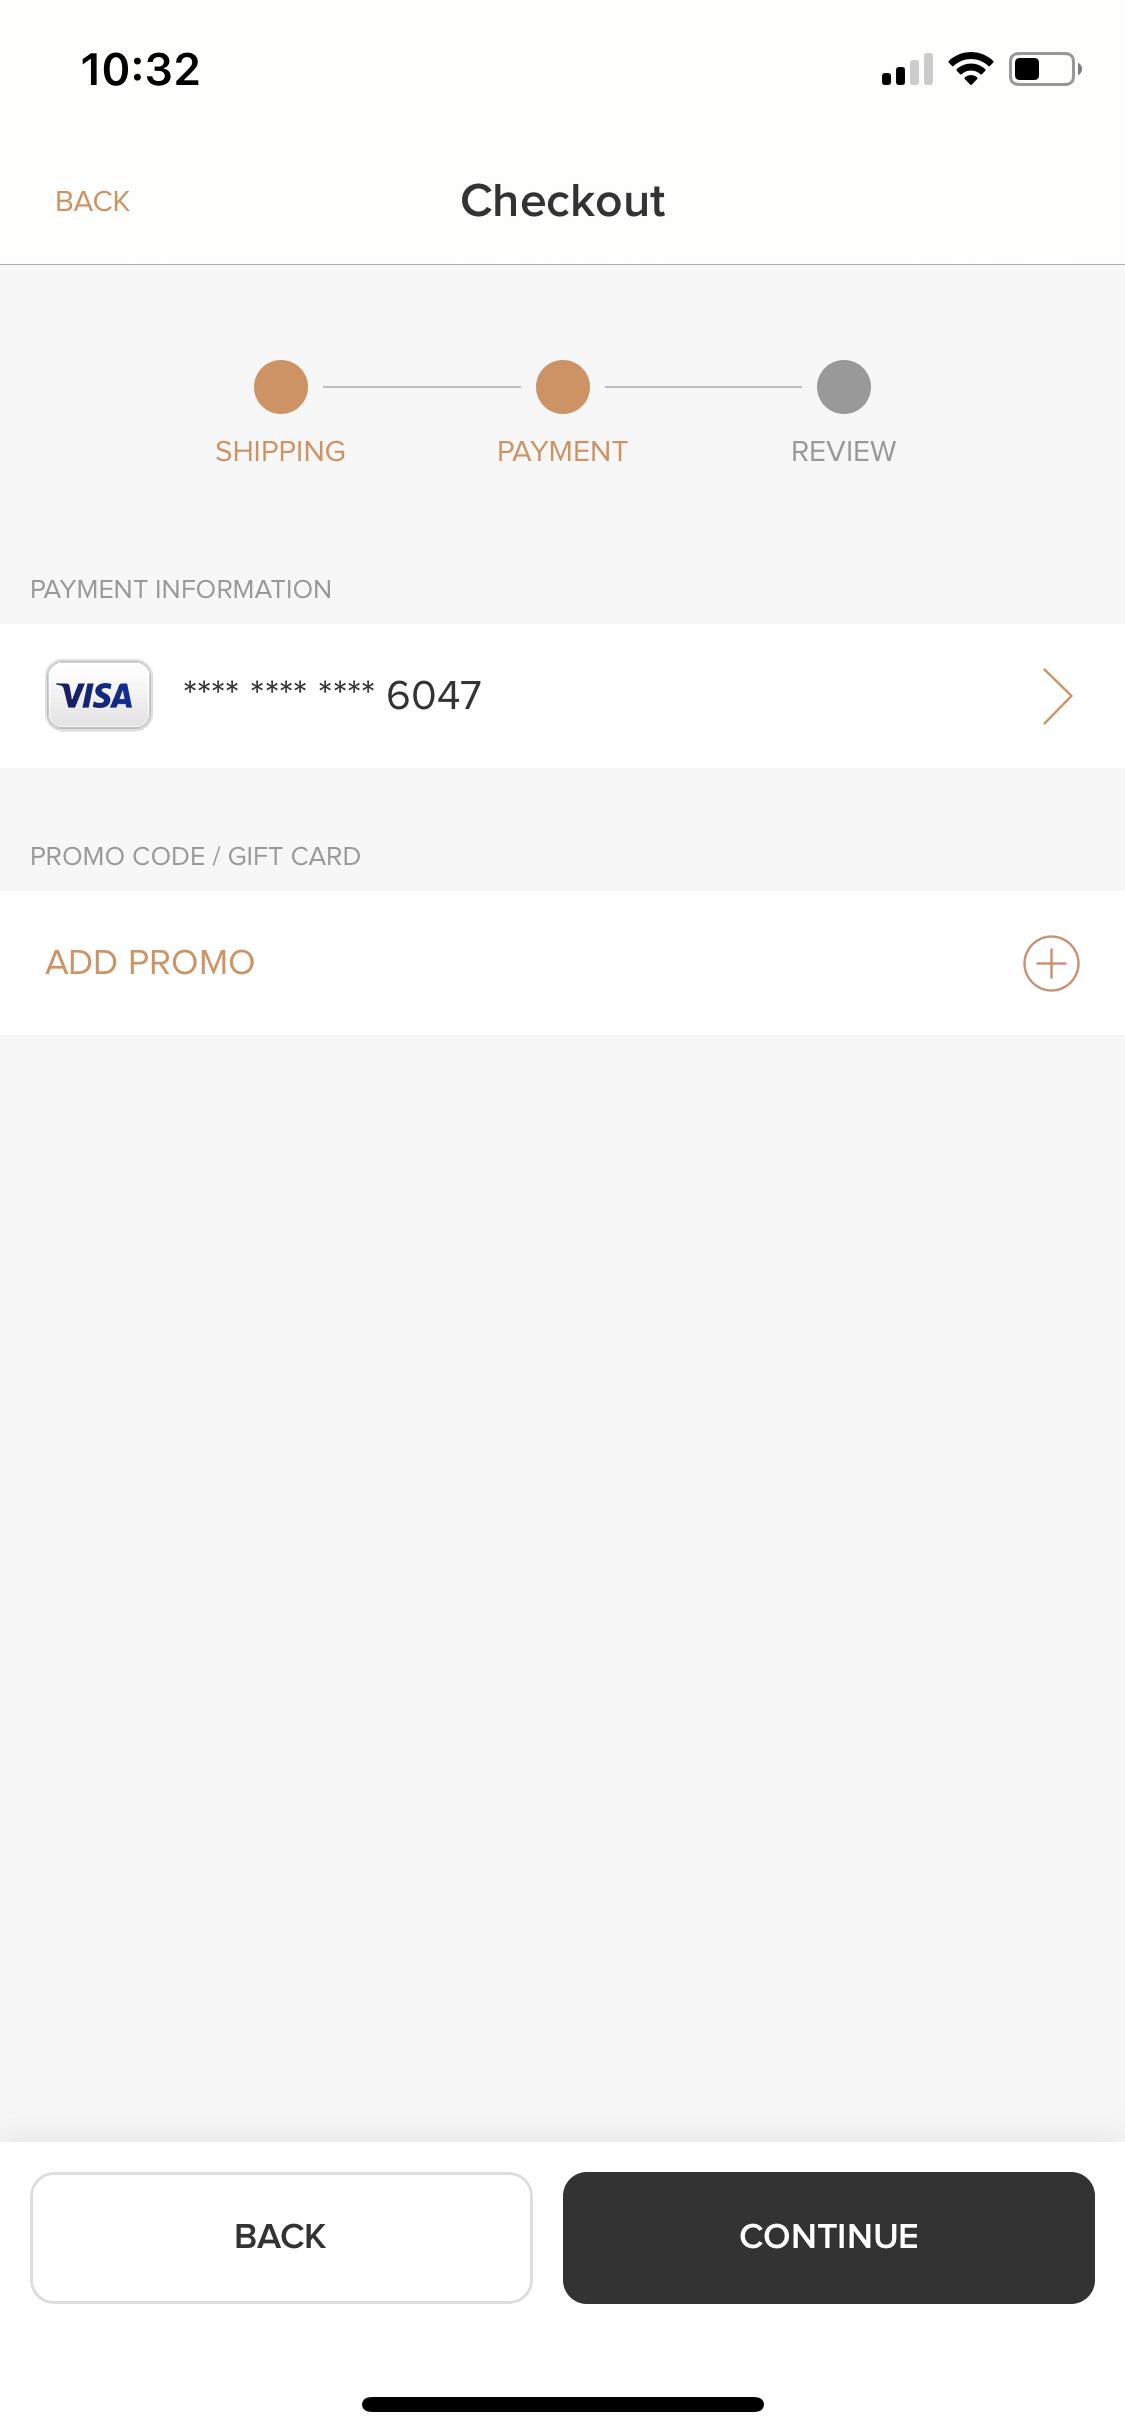 10:32
BACK
Checkout
SHIPPING
PAYMENT
REVIEW
PAYMENT INFORMATION
VISA
**** **** **** 6047
PROMO CODE / GIFT CARD
ADD PROMO
BACK
CONTINUE